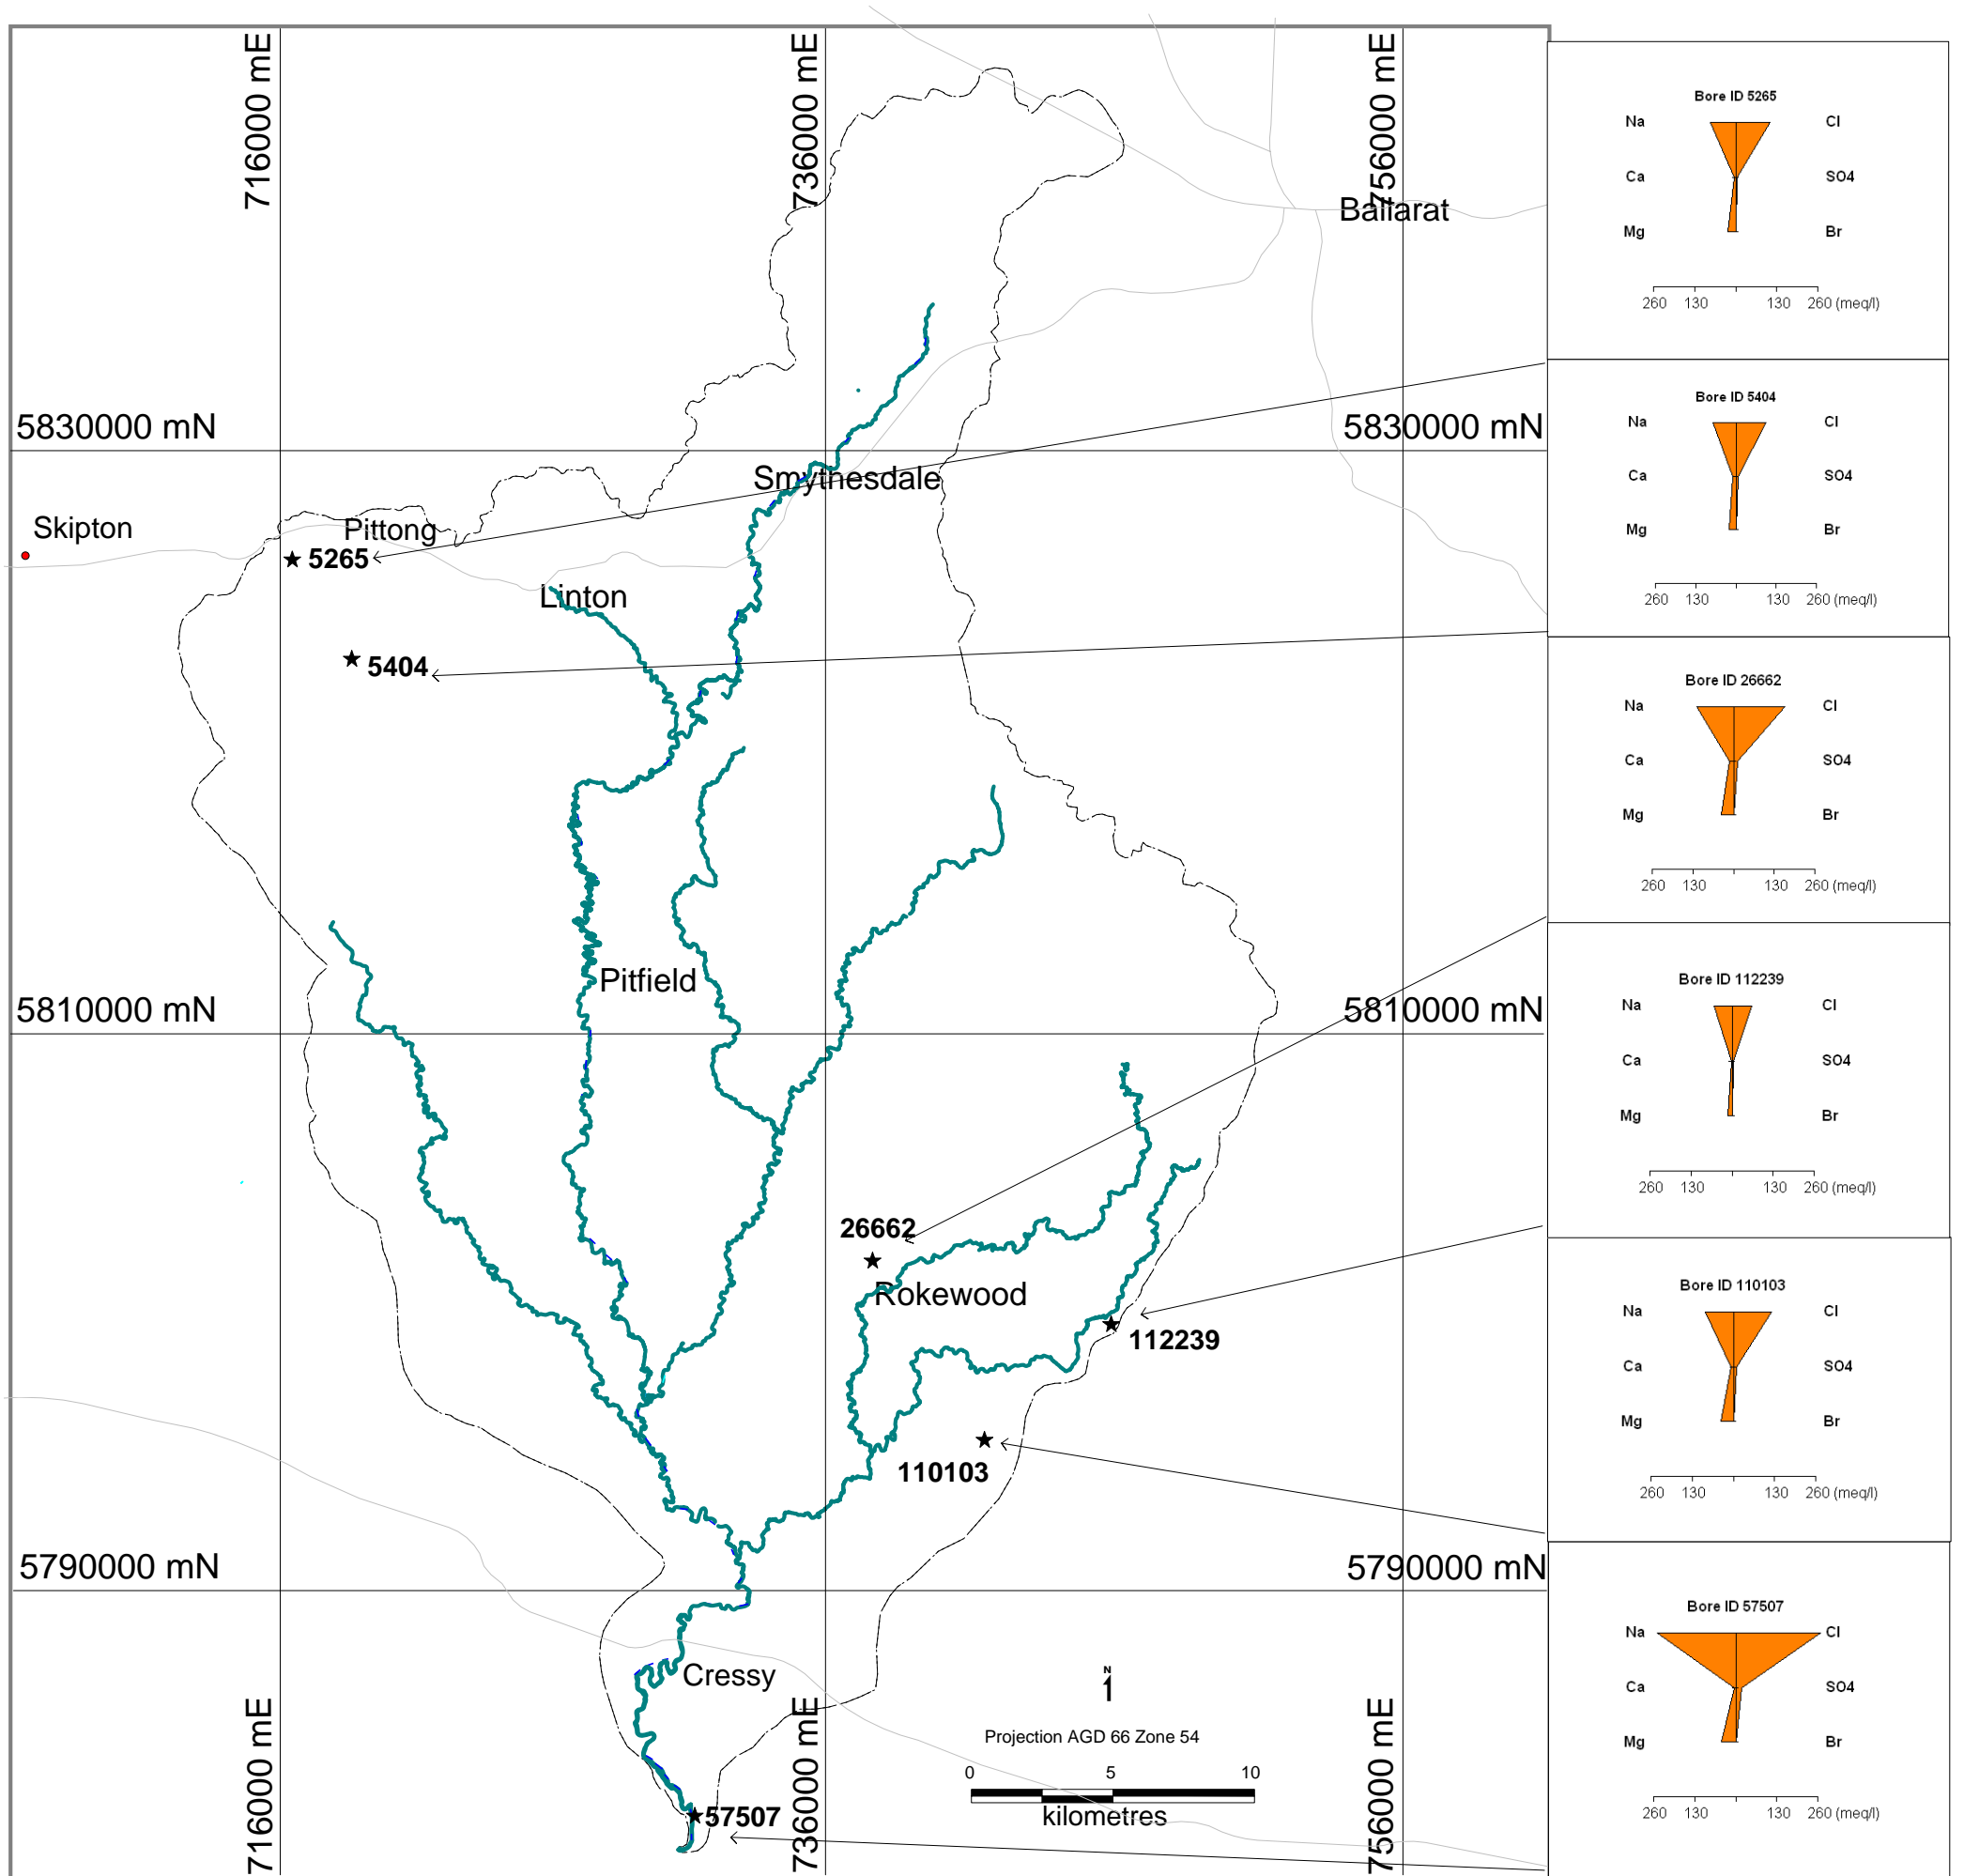 716000 mE
736000 mE
756000 mE
Ballarat
5830000 mN
5830000 mN
Smythesdale
Skipton
Pittong
5265
Linton
5404
Pitfield
5810000 mN
5810000 mN
26662
Rokewood
112239
110103
5790000 mN
5790000 mN
Cressy
N
Projection AGD 66 Zone 54
0 5 10
kilometres
57507
716000 mE
736000 mE
756000 mE
Bore ID 5265
Na Cl
Ca SO4
Mg Br
260 130 130 260 (meq/l)
Bore ID 5404
Na Cl
Ca SO4
Mg Br
260 130 130 260 (meq/l)
Bore ID 26662
Na Cl
Ca SO4
Mg Br
260 130 130 260 (meq/l)
Bore ID 112239
Na Cl
Ca SO4
Mg Br
260 130 130 260 (meq/l)
Bore ID 110103
Na Cl
Ca SO4
Mg Br
260 130 130 260 (meq/l)
Bore ID 57507
Na Cl
Ca SO4
Mg Br
260 130 130 260 (meq/l)